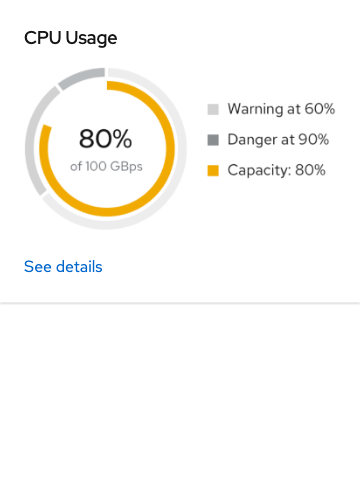 CPU Usage
80%
of 100 GBps
Warning at 60%
Danger at 90%
Capacity: 80%
See details